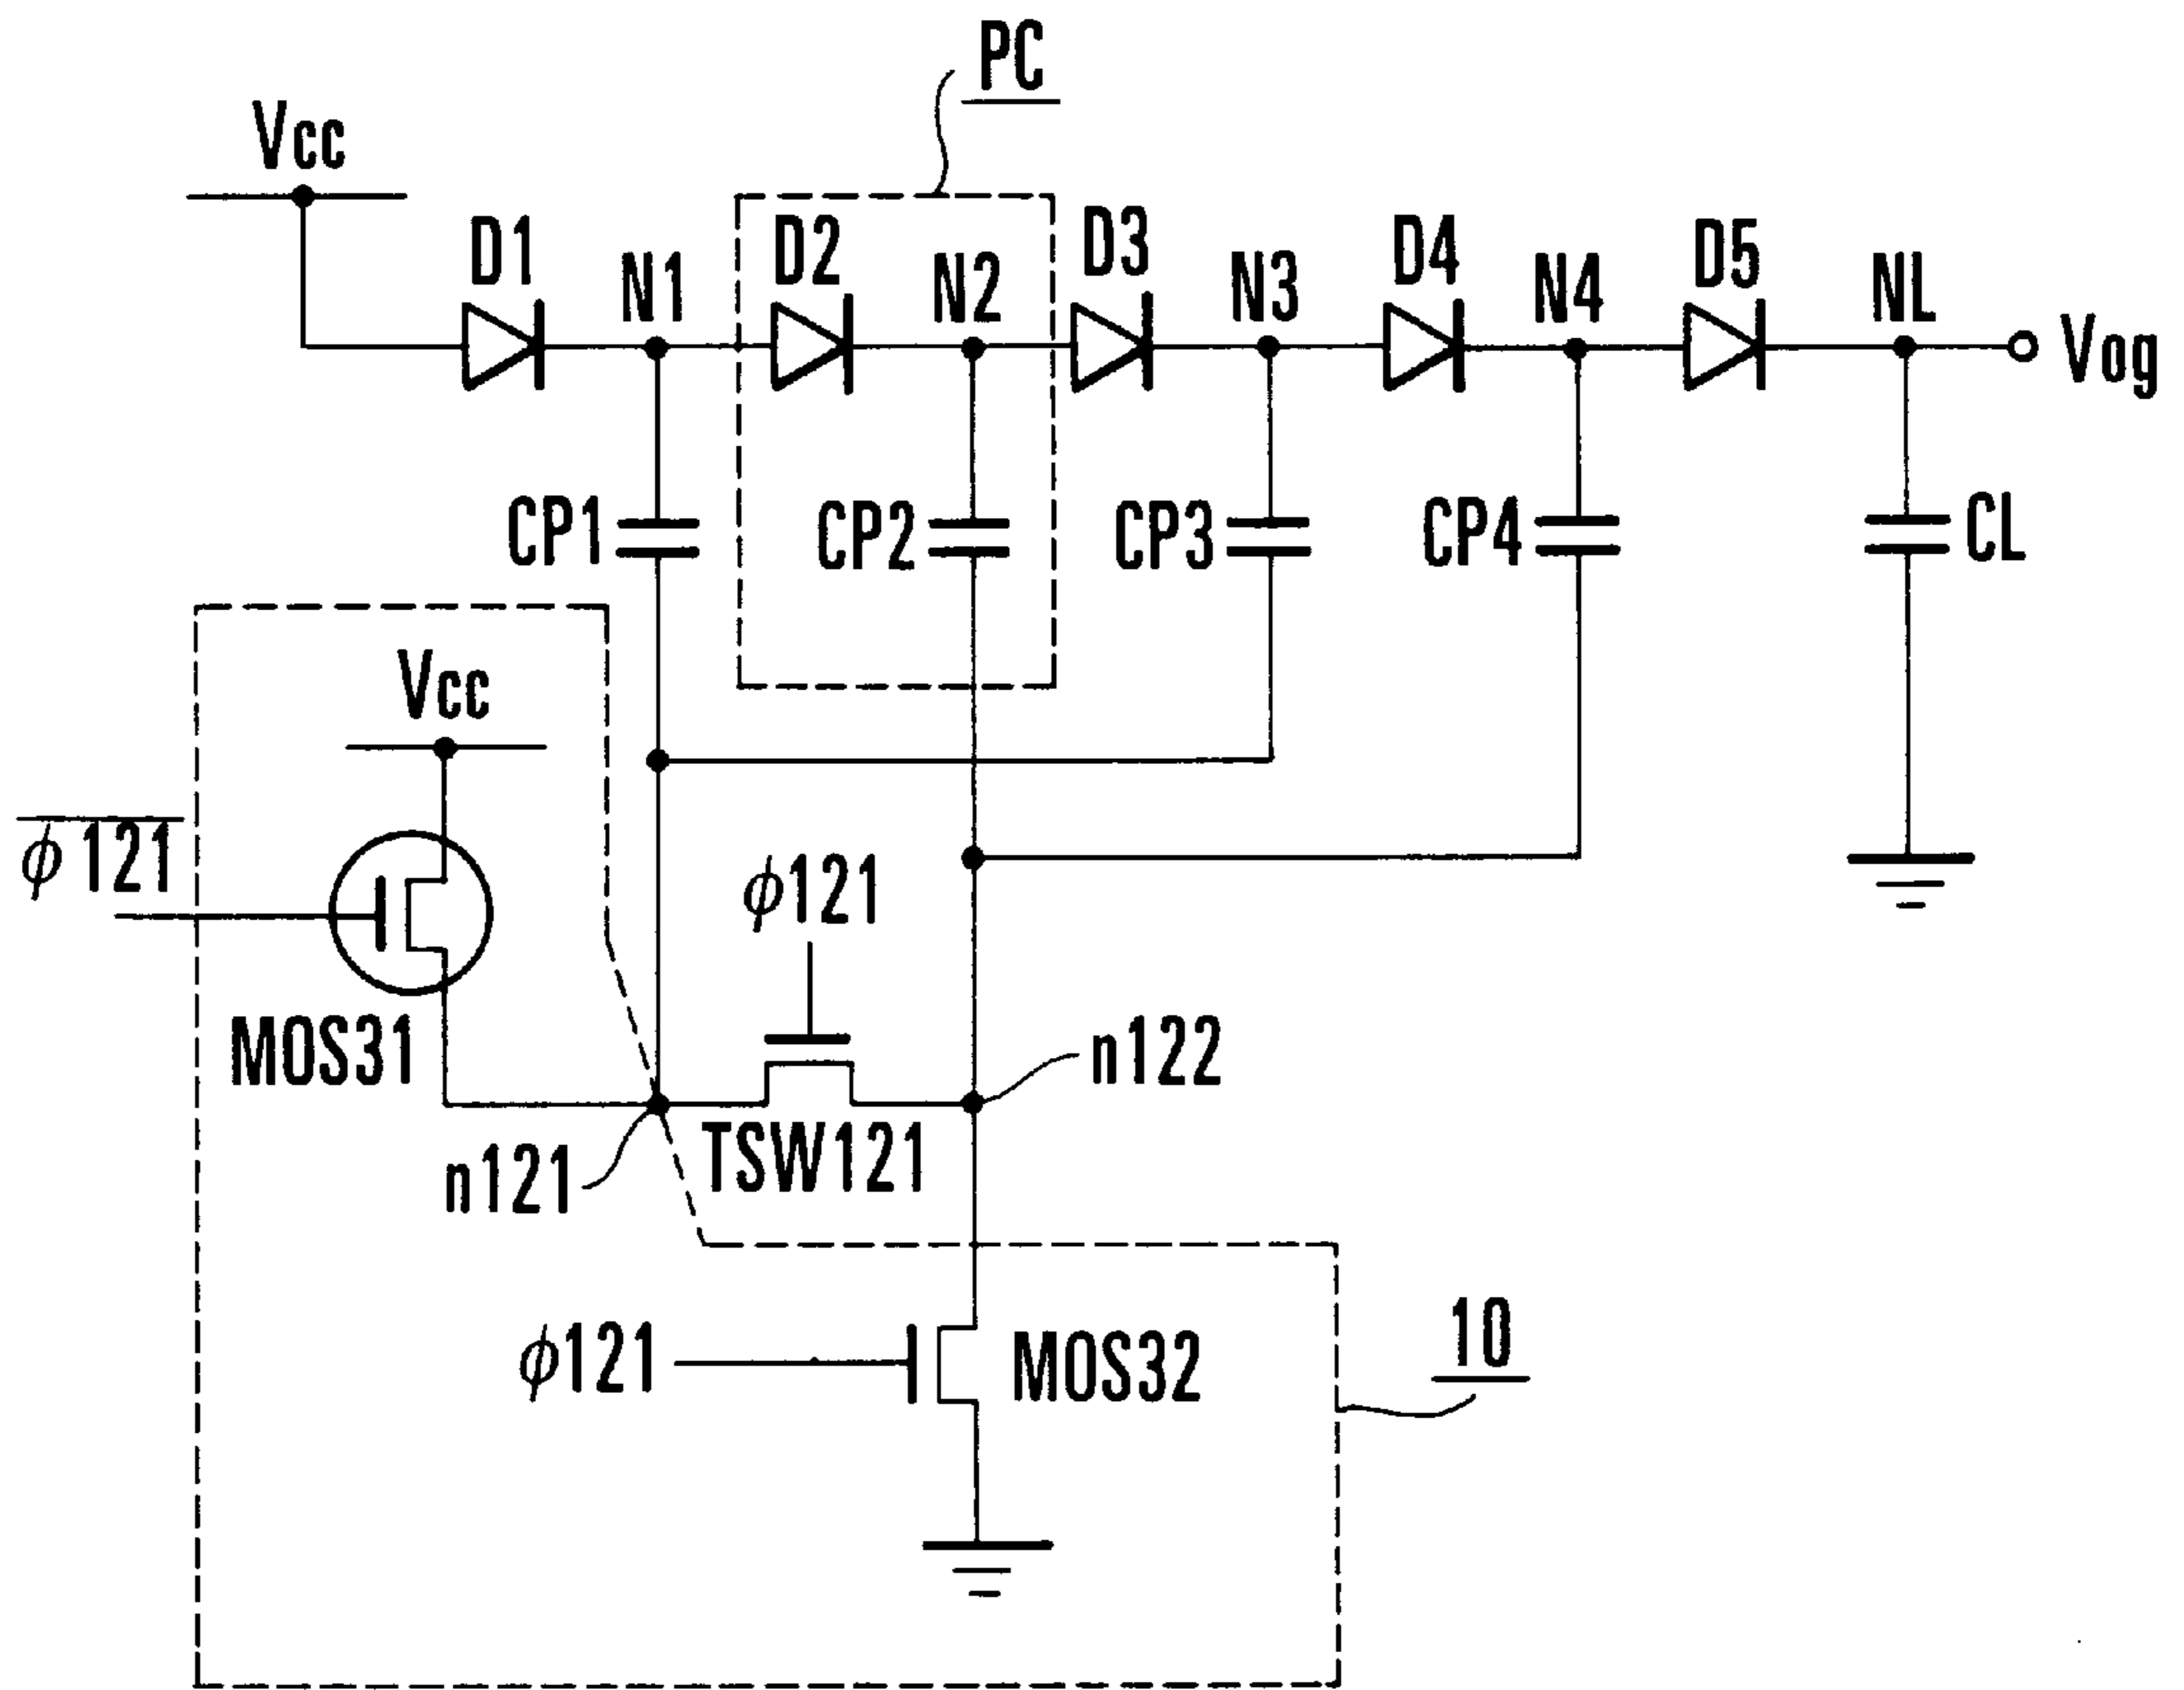 PC
Vcc
D1
N1
D2
N2
D3
N3
D4
N4
D5
NL
Vog
CP1
CP2
CP3
CP4
CL
Vcc
φ121
φ121
MOS31
n122
n121
TSW121
φ121
MOS32
10